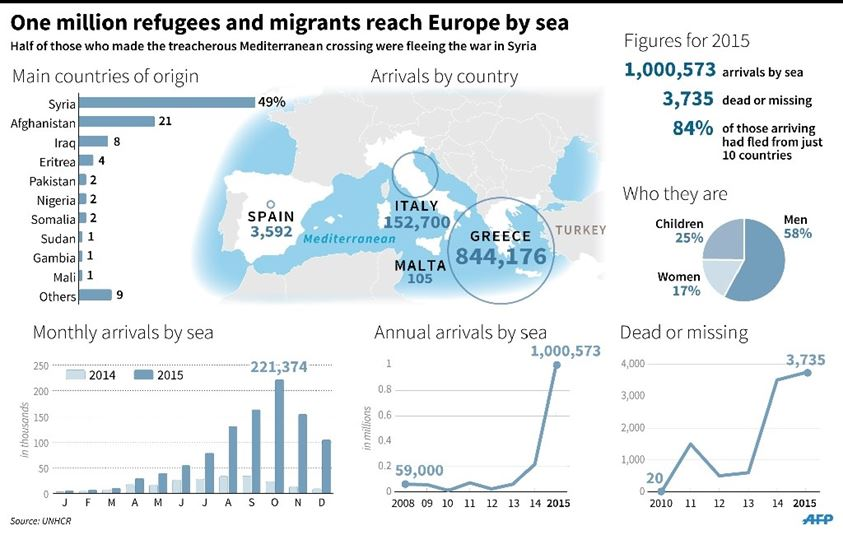 One million refugees and migrants reach Europe by sea
Half of those who made the treacherous Mediterranean crossing were fleeing the war in Syria
Main countries of origin
Syria 49%
Afghanistan 21
Iraq 8
Eritrea 4
Pakistan 2
Nigeria 2
Somalia 2
Sudan 1
Gambia 1
Mali 1
Others 9
Arrivals by country
SPAIN
3,592
Mediterranean
ITALY
152,700
MALTA
105
GREECE
844,176
TURKEY
Figures for 2015
1,000,573 arrivals by sea
3,735 dead or missing
84% of those arriving
had fled from just
10 countries
Who they are
Children
25%
Men
58%
Women
17%
Monthly arrivals by sea
in thousands
250
200
150
100
50
0
2014
2015
221,374
J F M A M J J A S O N D
Annual arrivals by sea
in millions
1,000,573
1
0.8
0.6
0.4
0.2
0
59,000
2008 09 10 11 12 13 14 2015
Dead or missing
3,735
4,000
3,000
2,000
1,000
0
20
2010 11 12 13 14 2015
Source: UNHCR
AFP